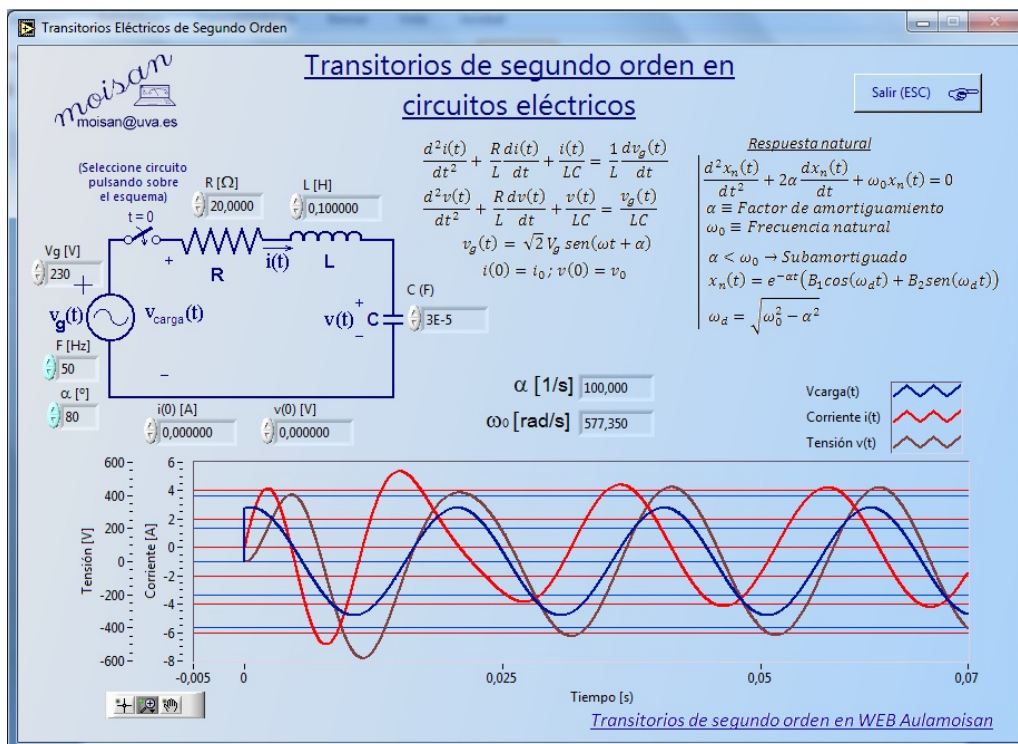 Transitorios Eléctricos de Segundo Orden
moisan
moisan@uva.es
Transitorios de segundo orden en
circuitos eléctricos
Salir (ESC)
(Seleccione circuito
pulsando sobre
el esquema)
t = 0
R [Ω]
20,0000
L [H]
0,100000
Vg [V]
230
+
R
i(t)
L
+
vg(t)
vcarga(t)
v(t)
C
C (F)
3E-5
−
−
F [Hz]
50
α [º]
80
i(0) [A]
0,000000
v(0) [V]
0,000000
d²i(t)/dt² + R/L di(t)/dt + i(t)/LC = 1/L dvg(t)/dt
d²v(t)/dt² + R/L dv(t)/dt + v(t)/LC = vg(t)/LC
vg(t) = √2 Vg sen(ωt + α)
i(0) = i₀ ; v(0) = v₀
Respuesta natural
d²xn(t)/dt² + 2α dxn(t)/dt + ω₀xn(t) = 0
α ≡ Factor de amortiguamiento
ω₀ ≡ Frecuencia natural
α < ω₀ → Subamortiguado
xn(t) = e^−αt(B₁cos(ωdt) + B₂sen(ωdt))
ωd = √(ω₀² − α²)
α [1/s] 100,000
ω₀ [rad/s] 577,350
Vcarga(t)
Corriente i(t)
Tensión v(t)
Tensión [V]
600
400
200
0
-200
-400
-600
Corriente [A]
6
4
2
0
-2
-4
-6
-8
-0,005
0
0,025
0,05
0,07
Tiempo [s]
Transitorios de segundo orden en WEB Aulamoisan